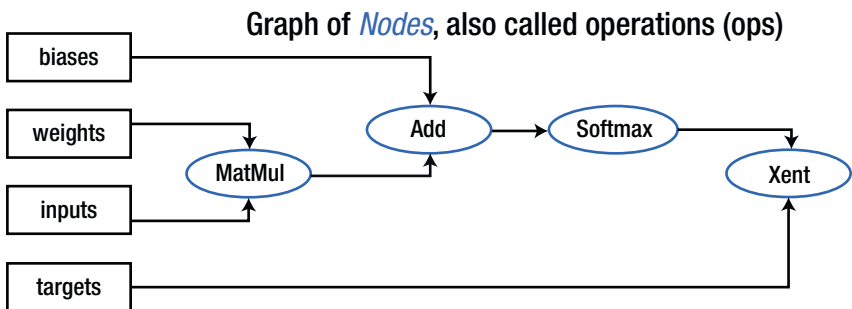 Graph of Nodes, also called operations (ops)
biases
weights
inputs
targets
MatMul
Add
Softmax
Xent